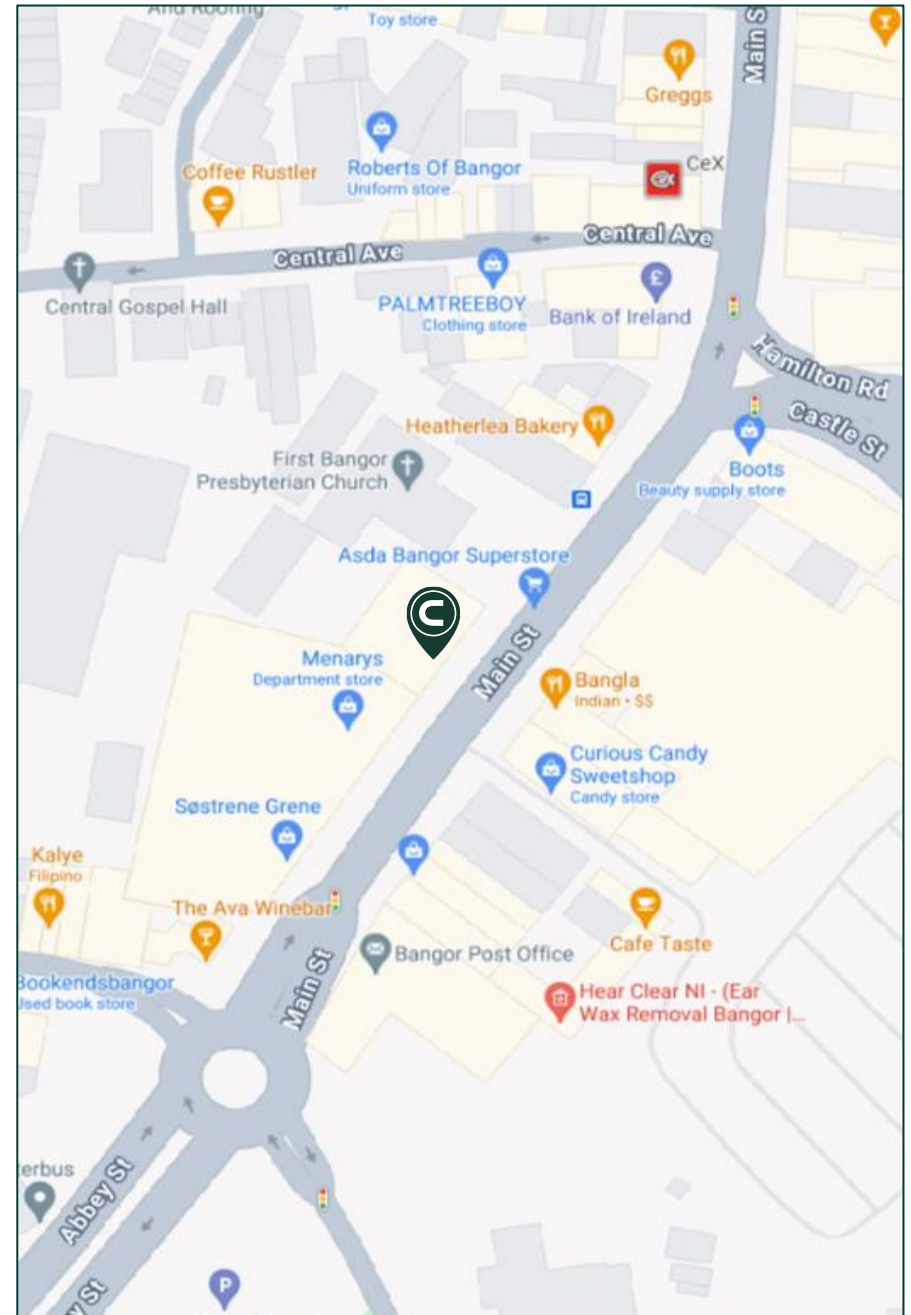 And Roofing
Toy store
Main S
Greggs
Coffee Rustler
Roberts Of Bangor
Uniform store
CeX
Central Ave
Central Ave
Central Gospel Hall
PALMTREEBOY
Clothing store
£
Bank of Ireland
Hamilton Rd
Castle St
Heatherlea Bakery
First Bangor
Presbyterian Church
Boots
Beauty supply store
Asda Bangor Superstore
C
Main St
Menarys
Department store
Bangla
Indian · $$
Curious Candy
Sweetshop
Candy store
Søstrene Grene
Kalye
Filipino
The Ava Winebar
Bookendsbangor
Used book store
Main St
Bangor Post Office
Cafe Taste
Hear Clear NI - (Ear
Wax Removal Bangor |...
terbus
Abbey St
y St
P